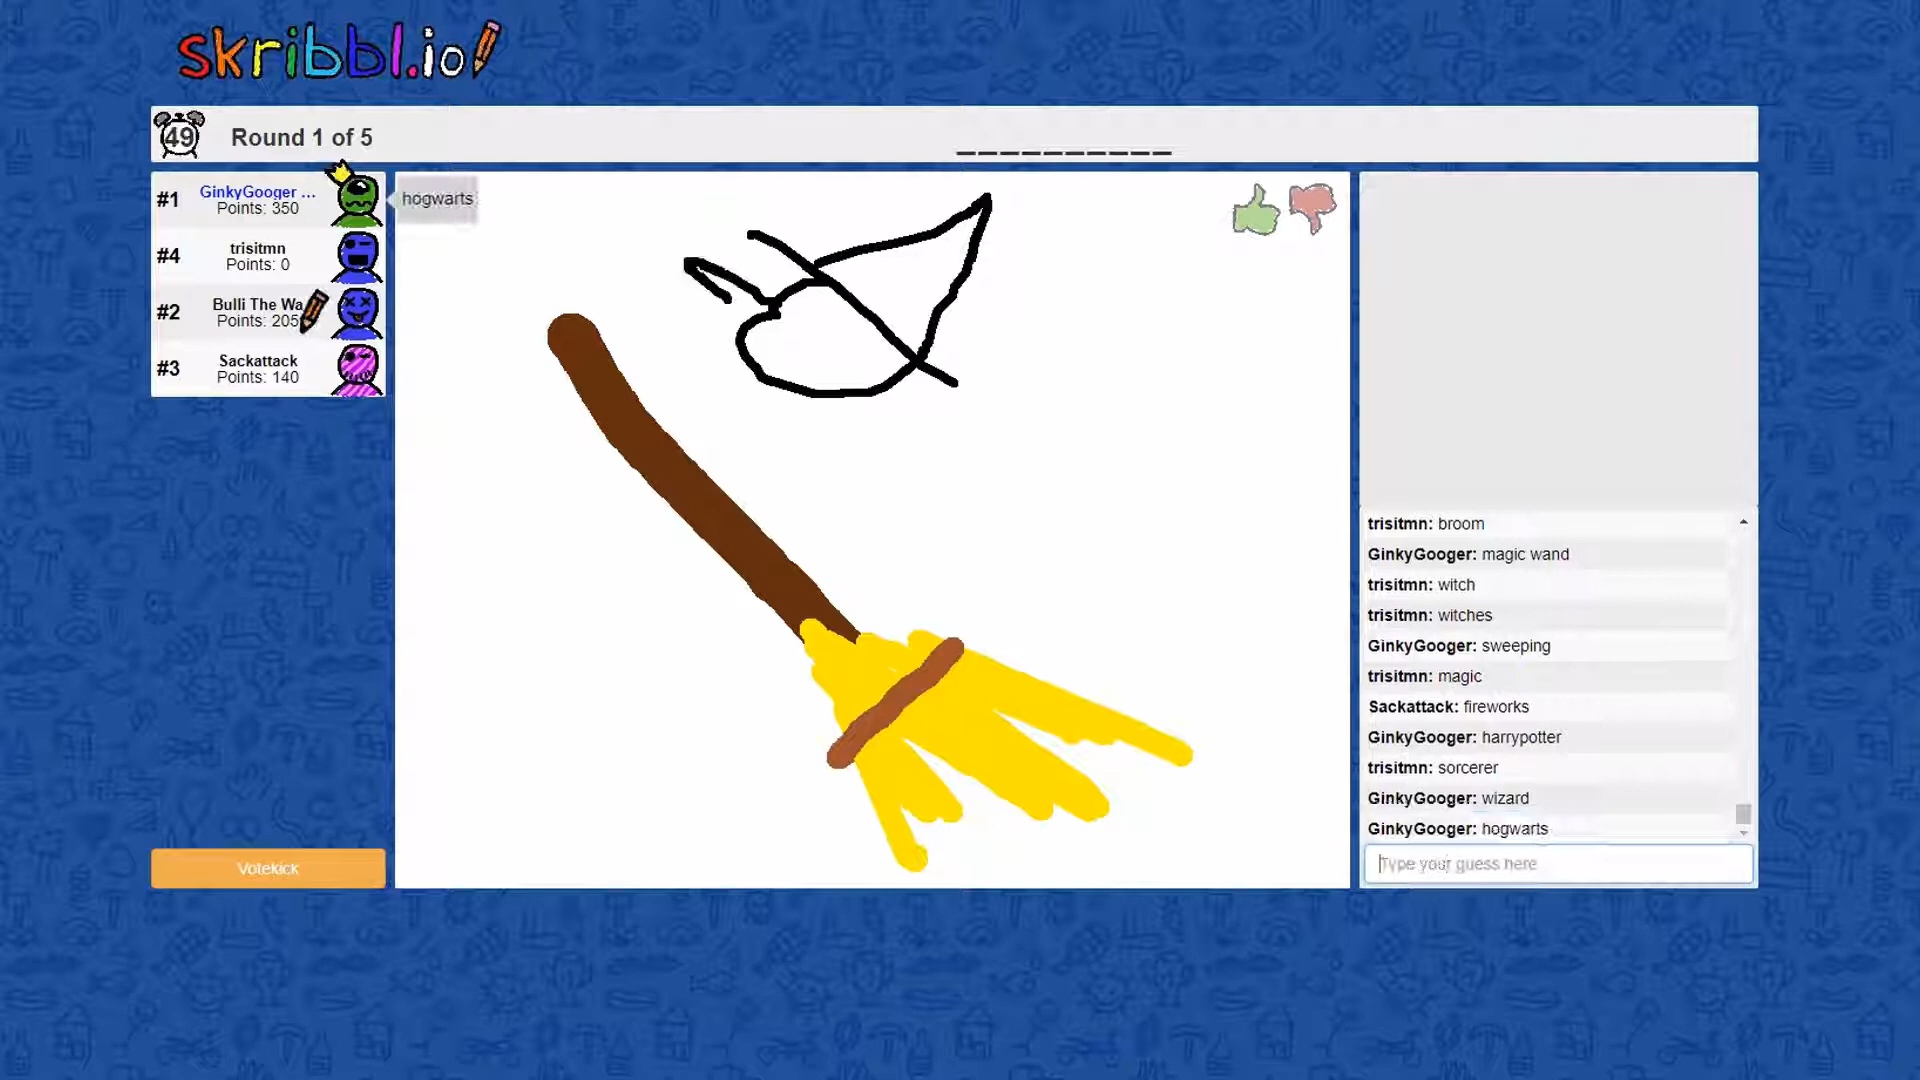 skribbl.io
49
Round 1 of 5
__________
#1
GinkyGooger ...
Points: 350
hogwarts
#4
trisitmn
Points: 0
#2
Bulli The Wa
Points: 205
#3
Sackattack
Points: 140
Votekick
trisitmn: broom
GinkyGooger: magic wand
trisitmn: witch
trisitmn: witches
GinkyGooger: sweeping
trisitmn: magic
Sackattack: fireworks
GinkyGooger: harrypotter
trisitmn: sorcerer
GinkyGooger: wizard
GinkyGooger: hogwarts
Type your guess here